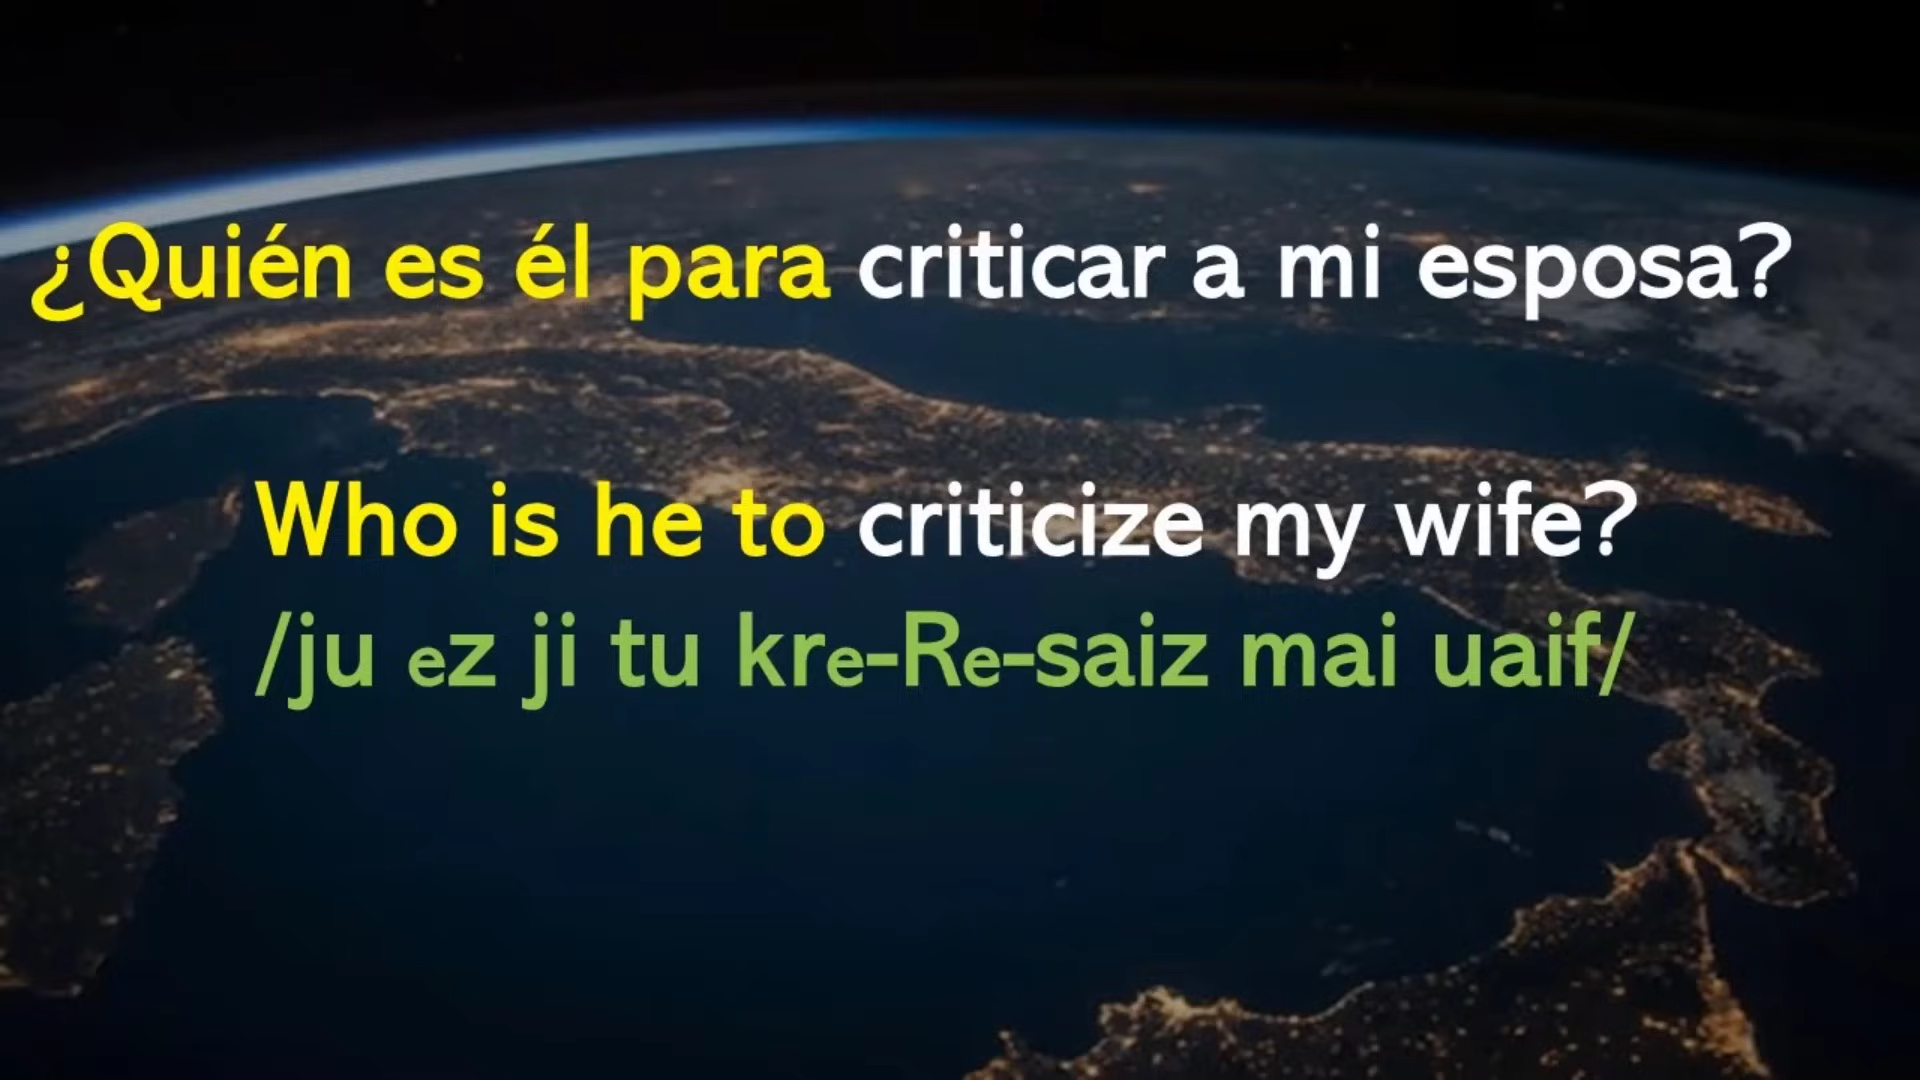 ¿Quién es él para criticar a mi esposa?
Who is he to criticize my wife?
/ju ez ji tu kre-Re-saiz mai uaif/